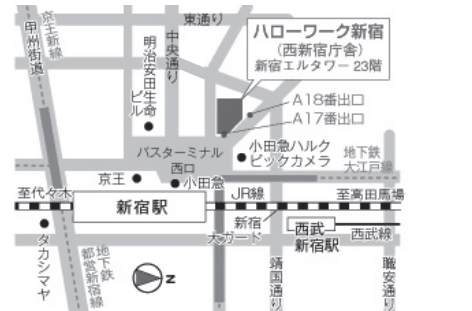 東通り
ハローワーク新宿
(西新宿庁舎)
新宿エルタワー 23階
京王新線
甲州街道
明治安田生命
ビル
中央通り
A18番出口
A17番出口
バスターミナル
西口
小田急ハルク
ビックカメラ
地下鉄
大江戸線
京王
小田急
至代々木
新宿駅
JR線
至高田馬場
新宿
大ガード
西武
新宿駅
西武線
タカシマヤ
地下鉄
都営新宿線
N
靖国通り
職安通り